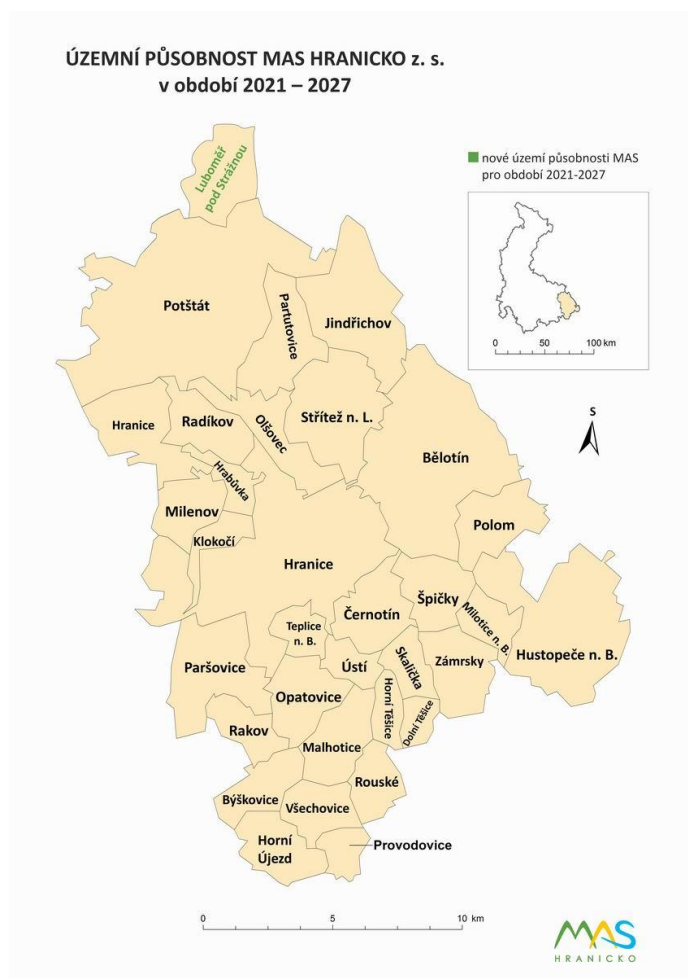 ÚZEMNÍ PŮSOBNOST MAS HRANICKO z. s.
v období 2021 – 2027
Luboměř
pod Strážnou
nové území působnosti MAS
pro období 2021-2027
0 50 100 km
S
Potštát
Partutovice
Jindřichov
Hranice
Radíkov
Olšovec
Střítež n. L.
Bělotín
Hrabůvka
Milenov
Polom
Klokočí
Hranice
Špičky
Černotín
Milotice n. B.
Teplice
n. B.
Hustopeče n. B.
Paršovice
Ústí
Skalička
Zámrsky
Opatovice
Horní Těšice
Dolní Těšice
Rakov
Malhotice
Rouské
Býškovice
Všechovice
Horní
Újezd
Provodovice
0 5 10 km
MAS
HRANICKO